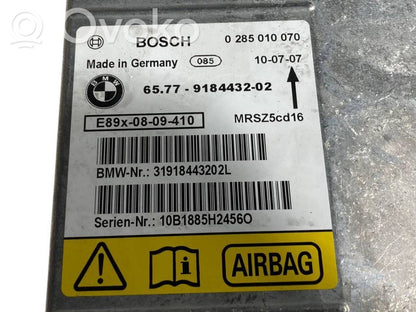 OVOKO
BOSCH 0 285 010 070
Made in Germany 085 10-07-07
BMW
65.77 - 9184432-02
E89x-08-09-410 MRSZ5cd16
BMW-Nr.: 31918443202L
Serien-Nr.: 10B1885H2456O
AIRBAG